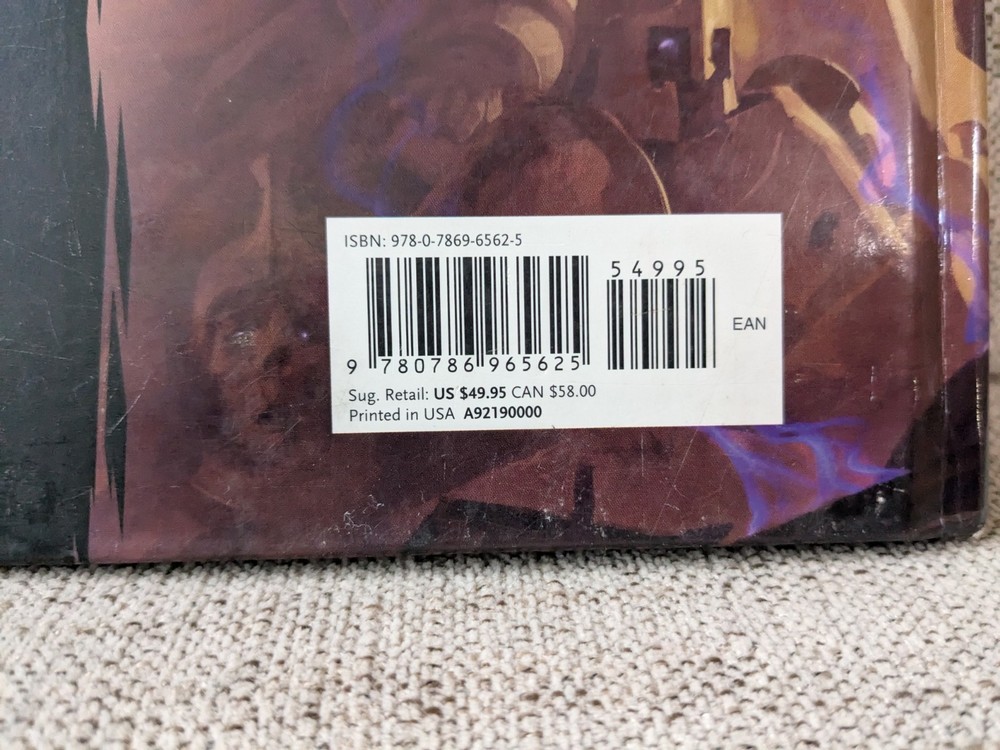 ISBN: 978-0-7869-6562-5
54995
EAN
9 780786 965625
Sug. Retail: US $49.95 CAN $58.00
Printed in USA A92190000